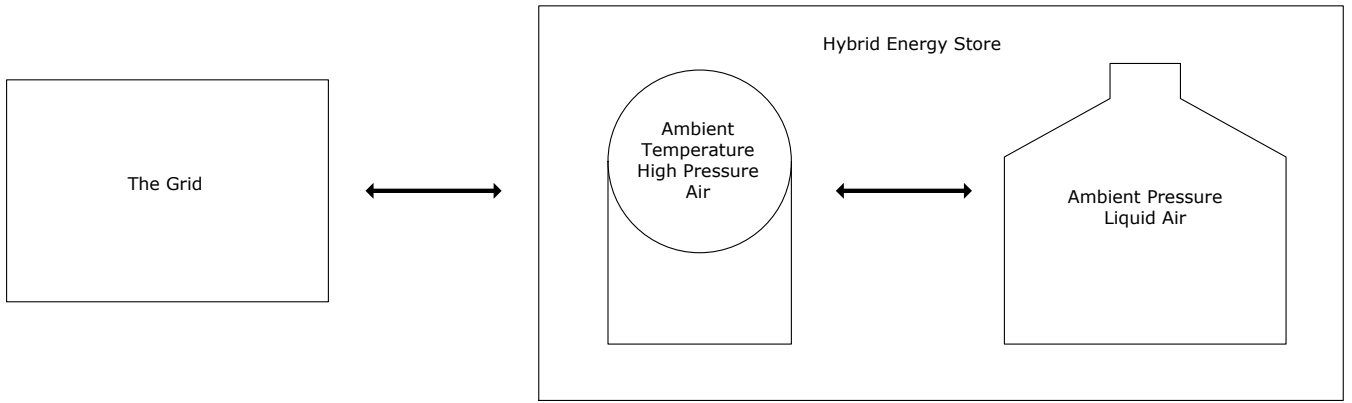 Hybrid Energy Store
The Grid
Ambient
Temperature
High Pressure
Air
Ambient Pressure
Liquid Air